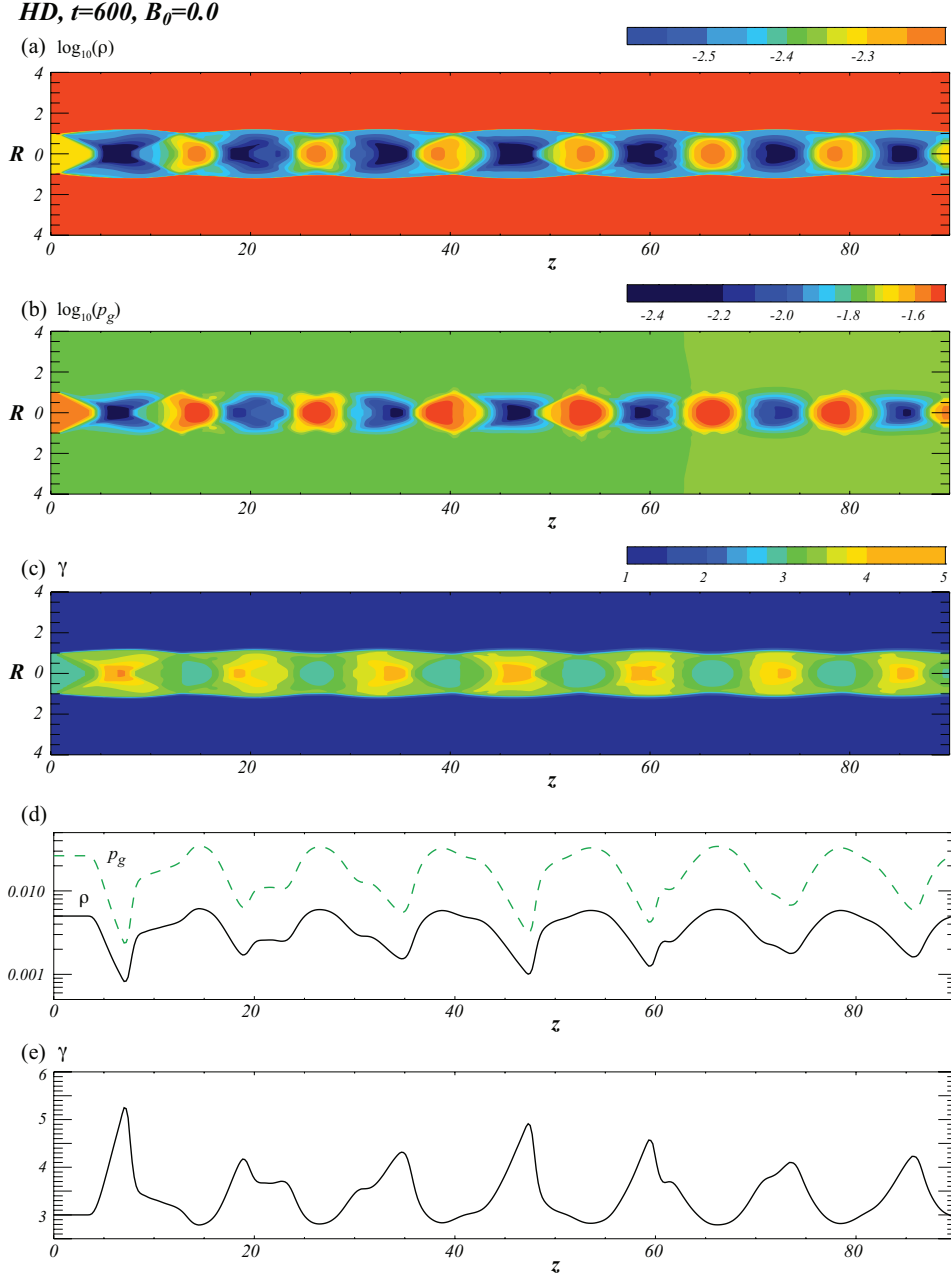 HD, t=600, B₀=0.0
(a) log₁₀(ρ)
-2.5 -2.4 -2.3
4
2
R 0
2
4
0 20 40 60 80
z
(b) log₁₀(p_g)
-2.4 -2.2 -2.0 -1.8 -1.6
4
2
R 0
2
4
0 20 40 60 80
z
(c) γ
1 2 3 4 5
4
2
R 0
2
4
0 20 40 60 80
z
(d)
p_g
0.010
ρ
0.001
0 20 40 60 80
z
(e) γ
6
5
4
3
0 20 40 60 80
z